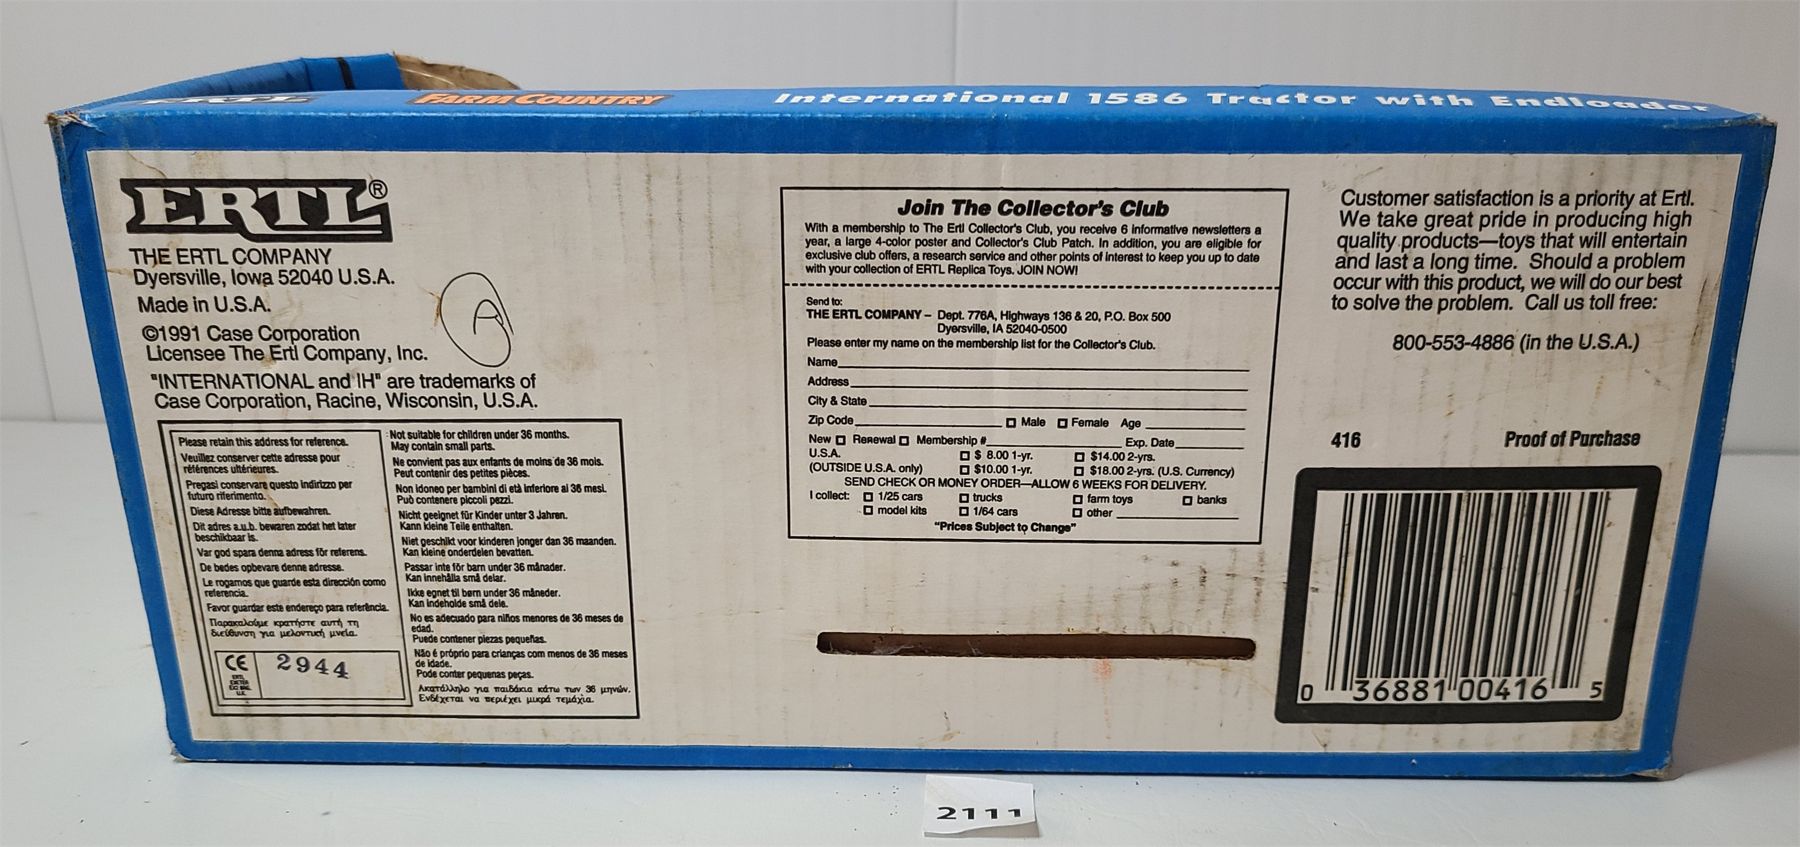 ERTL FARM COUNTRY International 1586 Tractor with Endloader
ERTL®
THE ERTL COMPANY
Dyersville, Iowa 52040 U.S.A.
Made in U.S.A.
©1991 Case Corporation
Licensee The Ertl Company, Inc.
"INTERNATIONAL and IH" are trademarks of
Case Corporation, Racine, Wisconsin, U.S.A.
A
Please retain this address for reference.
Veuillez conserver cette adresse pour
références ultérieures.
Pregasi conservare questo indirizzo per
futuro riferimento.
Diese Adresse bitte aufbewahren.
Dit adres a.u.b. bewaren zodat het later
beschikbaar is.
Var god spara denna adress för referens.
De bedes opbevare denne adresse.
Le rogamos que guarde esta dirección como
referencia.
Favor guardar este endereço para referência.
Παρακαλούμε κρατήστε αυτή τη
διεύθυνση για μελοντική μνεία.
CE 2944
Not suitable for children under 36 months.
May contain small parts.
Ne convient pas aux enfants de moins de 36 mois.
Peut contenir des petites pièces.
Non idoneo per bambini di età inferiore ai 36 mesi.
Può contenere piccoli pezzi.
Nicht geeignet für Kinder unter 3 Jahren.
Kann kleine Teile enthalten.
Niet geschikt voor kinderen jonger dan 36 maanden.
Kan kleine onderdelen bevatten.
Passar inte för barn under 36 månader.
Kan innehålla små delar.
Ikke egnet til børn under 36 måneder.
Kan indeholde små dele.
No es adecuado para niños menores de 36 meses de
edad.
Puede contener piezas pequeñas.
Não é próprio para crianças com menos de 36 meses
de idade.
Pode conter pequenas peças.
Ακατάλληλο για παιδάκια κάτω των 36 μηνών.
Ενδέχεται να περιέχει μικρά τεμάχια.
Join The Collector's Club
With a membership to The Ertl Collector's Club, you receive 6 informative newsletters a
year, a large 4-color poster and Collector's Club Patch. In addition, you are eligible for
exclusive club offers, a research service and other points of interest to keep you up to date
with your collection of ERTL Replica Toys. JOIN NOW!
Send to:
THE ERTL COMPANY – Dept. 776A, Highways 136 & 20, P.O. Box 500
Dyersville, IA 52040-0500
Please enter my name on the membership list for the Collector's Club.
Name
Address
City & State
Zip Code Male Female Age
New Renewal Membership # Exp. Date
U.S.A. $ 8.00 1-yr. $14.00 2-yrs.
(OUTSIDE U.S.A. only) $10.00 1-yr. $18.00 2-yrs. (U.S. Currency)
SEND CHECK OR MONEY ORDER—ALLOW 6 WEEKS FOR DELIVERY.
I collect: 1/25 cars trucks farm toys banks
model kits 1/64 cars other
"Prices Subject to Change"
Customer satisfaction is a priority at Ertl.
We take great pride in producing high
quality products—toys that will entertain
and last a long time. Should a problem
occur with this product, we will do our best
to solve the problem. Call us toll free:
800-553-4886 (in the U.S.A.)
416 Proof of Purchase
0 36881 00416 5
2111